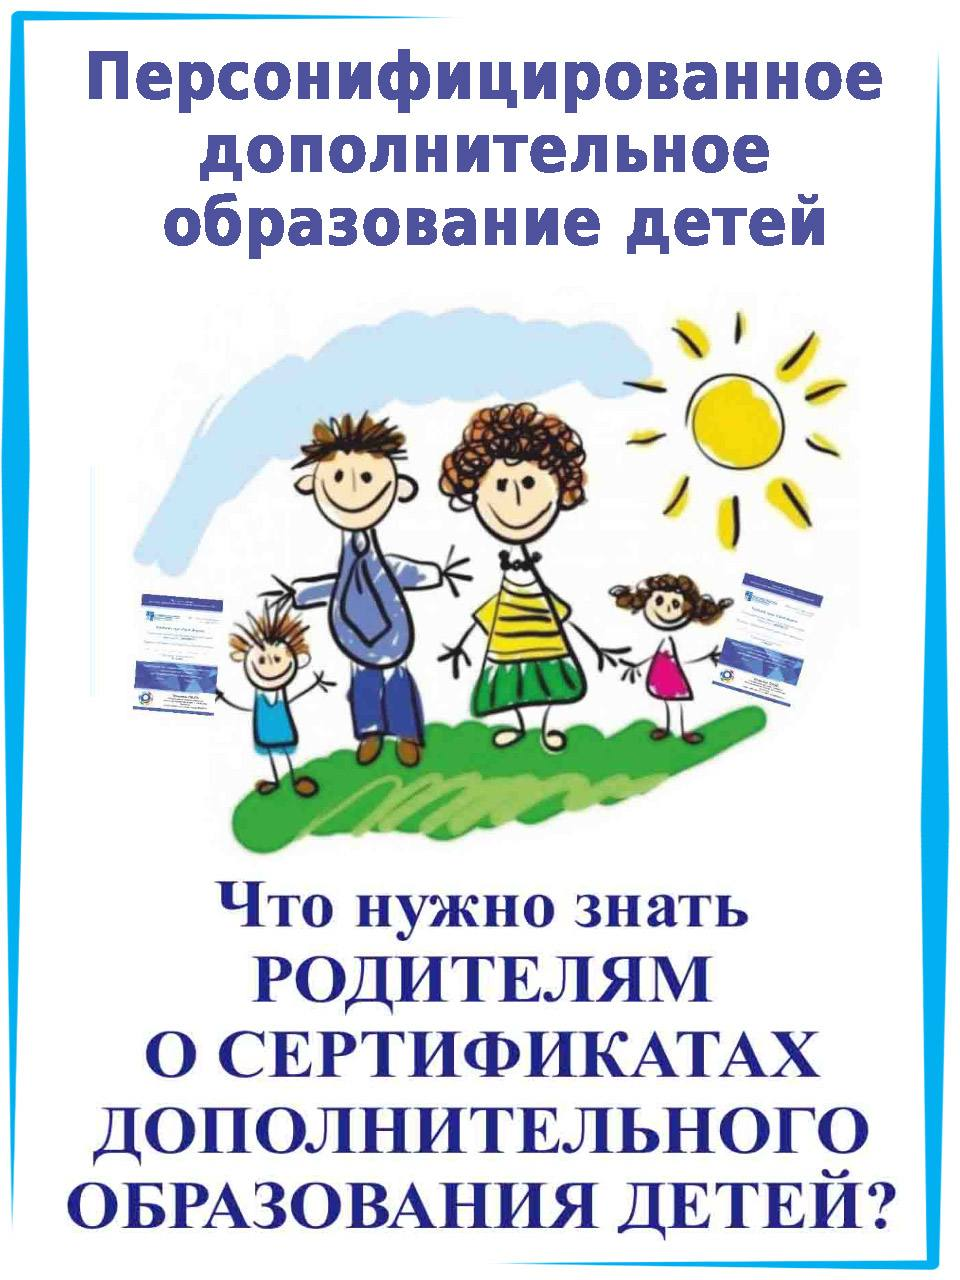 Персонифицированное
дополнительное
образование детей
Что нужно знать
РОДИТЕЛЯМ
О СЕРТИФИКАТАХ
ДОПОЛНИТЕЛЬНОГО
ОБРАЗОВАНИЯ ДЕТЕЙ?